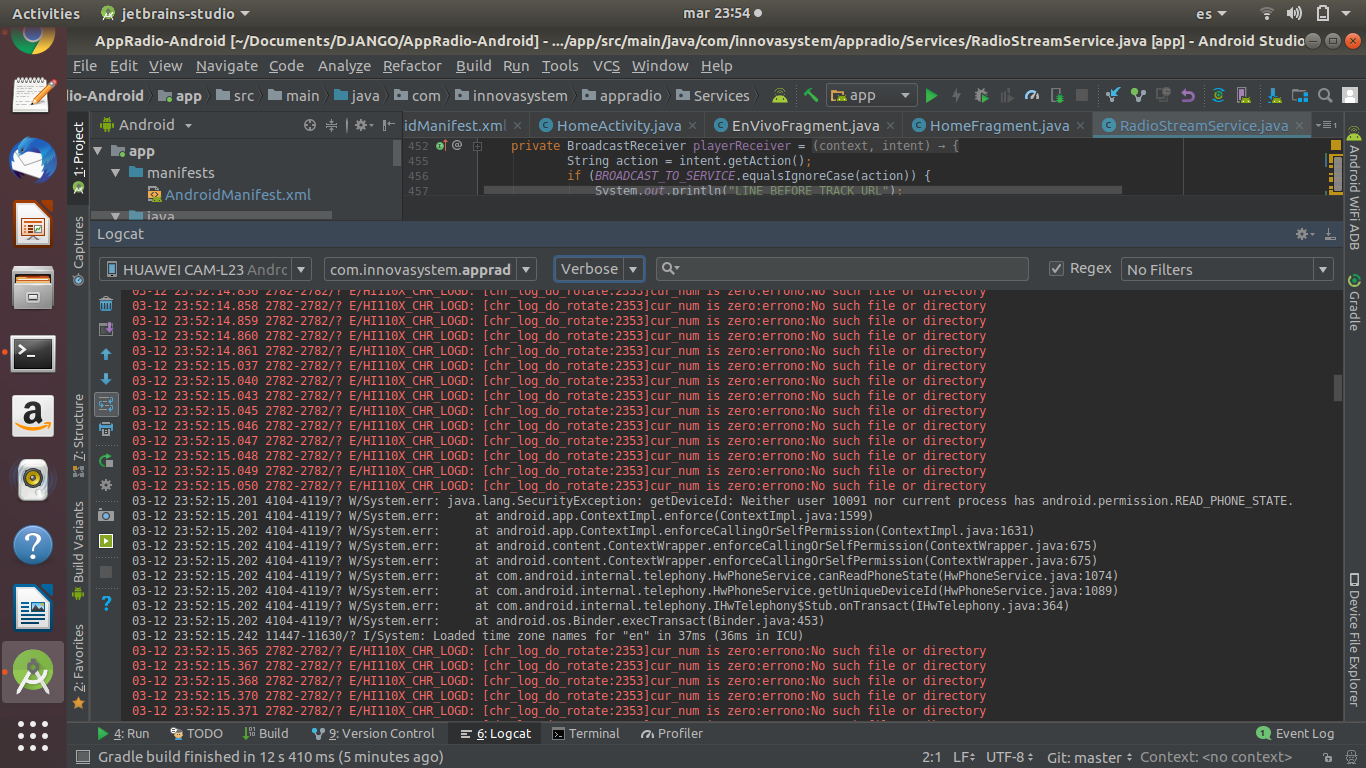 Activities
jetbrains-studio
mar 23:54
es
AppRadio-Android [~/Documents/DJANGO/AppRadio-Android] - .../app/src/main/java/com/innovasystem/appradio/Services/RadioStreamService.java [app] - Android Studio
File Edit View Navigate Code Analyze Refactor Build Run Tools VCS Window Help
dio-Android app src main java com innovasystem appradio Services
app
1: Project
Captures
7: Structure
Build Variants
2: Favorites
Android
app
manifests
AndroidManifest.xml
java
idManifest.xml HomeActivity.java EnVivoFragment.java HomeFragment.java RadioStreamService.java
452 private BroadcastReceiver playerReceiver = (context, intent) → {
455 String action = intent.getAction();
456 if (BROADCAST_TO_SERVICE.equalsIgnoreCase(action)) {
457 System.out.println("LINE BEFORE TRACK URL");
Android WiFi ADB
Gradle
Device File Explorer
Logcat
HUAWEI CAM-L23 Andrc
com.innovasystem.apprad
Verbose
Regex
No Filters
03-12 23:52:14.856 2782-2782/? E/HI110X_CHR_LOGD: [chr_log_do_rotate:2353]cur_num is zero:errono:No such file or directory
03-12 23:52:14.858 2782-2782/? E/HI110X_CHR_LOGD: [chr_log_do_rotate:2353]cur_num is zero:errono:No such file or directory
03-12 23:52:14.859 2782-2782/? E/HI110X_CHR_LOGD: [chr_log_do_rotate:2353]cur_num is zero:errono:No such file or directory
03-12 23:52:14.860 2782-2782/? E/HI110X_CHR_LOGD: [chr_log_do_rotate:2353]cur_num is zero:errono:No such file or directory
03-12 23:52:14.861 2782-2782/? E/HI110X_CHR_LOGD: [chr_log_do_rotate:2353]cur_num is zero:errono:No such file or directory
03-12 23:52:15.037 2782-2782/? E/HI110X_CHR_LOGD: [chr_log_do_rotate:2353]cur_num is zero:errono:No such file or directory
03-12 23:52:15.040 2782-2782/? E/HI110X_CHR_LOGD: [chr_log_do_rotate:2353]cur_num is zero:errono:No such file or directory
03-12 23:52:15.043 2782-2782/? E/HI110X_CHR_LOGD: [chr_log_do_rotate:2353]cur_num is zero:errono:No such file or directory
03-12 23:52:15.045 2782-2782/? E/HI110X_CHR_LOGD: [chr_log_do_rotate:2353]cur_num is zero:errono:No such file or directory
03-12 23:52:15.046 2782-2782/? E/HI110X_CHR_LOGD: [chr_log_do_rotate:2353]cur_num is zero:errono:No such file or directory
03-12 23:52:15.047 2782-2782/? E/HI110X_CHR_LOGD: [chr_log_do_rotate:2353]cur_num is zero:errono:No such file or directory
03-12 23:52:15.048 2782-2782/? E/HI110X_CHR_LOGD: [chr_log_do_rotate:2353]cur_num is zero:errono:No such file or directory
03-12 23:52:15.049 2782-2782/? E/HI110X_CHR_LOGD: [chr_log_do_rotate:2353]cur_num is zero:errono:No such file or directory
03-12 23:52:15.050 2782-2782/? E/HI110X_CHR_LOGD: [chr_log_do_rotate:2353]cur_num is zero:errono:No such file or directory
03-12 23:52:15.201 4104-4119/? W/System.err: java.lang.SecurityException: getDeviceId: Neither user 10091 nor current process has android.permission.READ_PHONE_STATE.
03-12 23:52:15.201 4104-4119/? W/System.err: at android.app.ContextImpl.enforce(ContextImpl.java:1599)
03-12 23:52:15.202 4104-4119/? W/System.err: at android.app.ContextImpl.enforceCallingOrSelfPermission(ContextImpl.java:1631)
03-12 23:52:15.202 4104-4119/? W/System.err: at android.content.ContextWrapper.enforceCallingOrSelfPermission(ContextWrapper.java:675)
03-12 23:52:15.202 4104-4119/? W/System.err: at android.content.ContextWrapper.enforceCallingOrSelfPermission(ContextWrapper.java:675)
03-12 23:52:15.202 4104-4119/? W/System.err: at com.android.internal.telephony.HwPhoneService.canReadPhoneState(HwPhoneService.java:1074)
03-12 23:52:15.202 4104-4119/? W/System.err: at com.android.internal.telephony.HwPhoneService.getUniqueDeviceId(HwPhoneService.java:1089)
03-12 23:52:15.202 4104-4119/? W/System.err: at com.android.internal.telephony.IHwTelephony$Stub.onTransact(IHwTelephony.java:364)
03-12 23:52:15.202 4104-4119/? W/System.err: at android.os.Binder.execTransact(Binder.java:453)
03-12 23:52:15.242 11447-11630/? I/System: Loaded time zone names for "en" in 37ms (36ms in ICU)
03-12 23:52:15.365 2782-2782/? E/HI110X_CHR_LOGD: [chr_log_do_rotate:2353]cur_num is zero:errono:No such file or directory
03-12 23:52:15.367 2782-2782/? E/HI110X_CHR_LOGD: [chr_log_do_rotate:2353]cur_num is zero:errono:No such file or directory
03-12 23:52:15.368 2782-2782/? E/HI110X_CHR_LOGD: [chr_log_do_rotate:2353]cur_num is zero:errono:No such file or directory
03-12 23:52:15.370 2782-2782/? E/HI110X_CHR_LOGD: [chr_log_do_rotate:2353]cur_num is zero:errono:No such file or directory
03-12 23:52:15.371 2782-2782/? E/HI110X_CHR_LOGD: [chr_log_do_rotate:2353]cur_num is zero:errono:No such file or directory
4: Run TODO Build 9: Version Control 6: Logcat Terminal Profiler 1 Event Log
Gradle build finished in 12 s 410 ms (5 minutes ago)
2:1 LF UTF-8 Git: master Context: <no context>